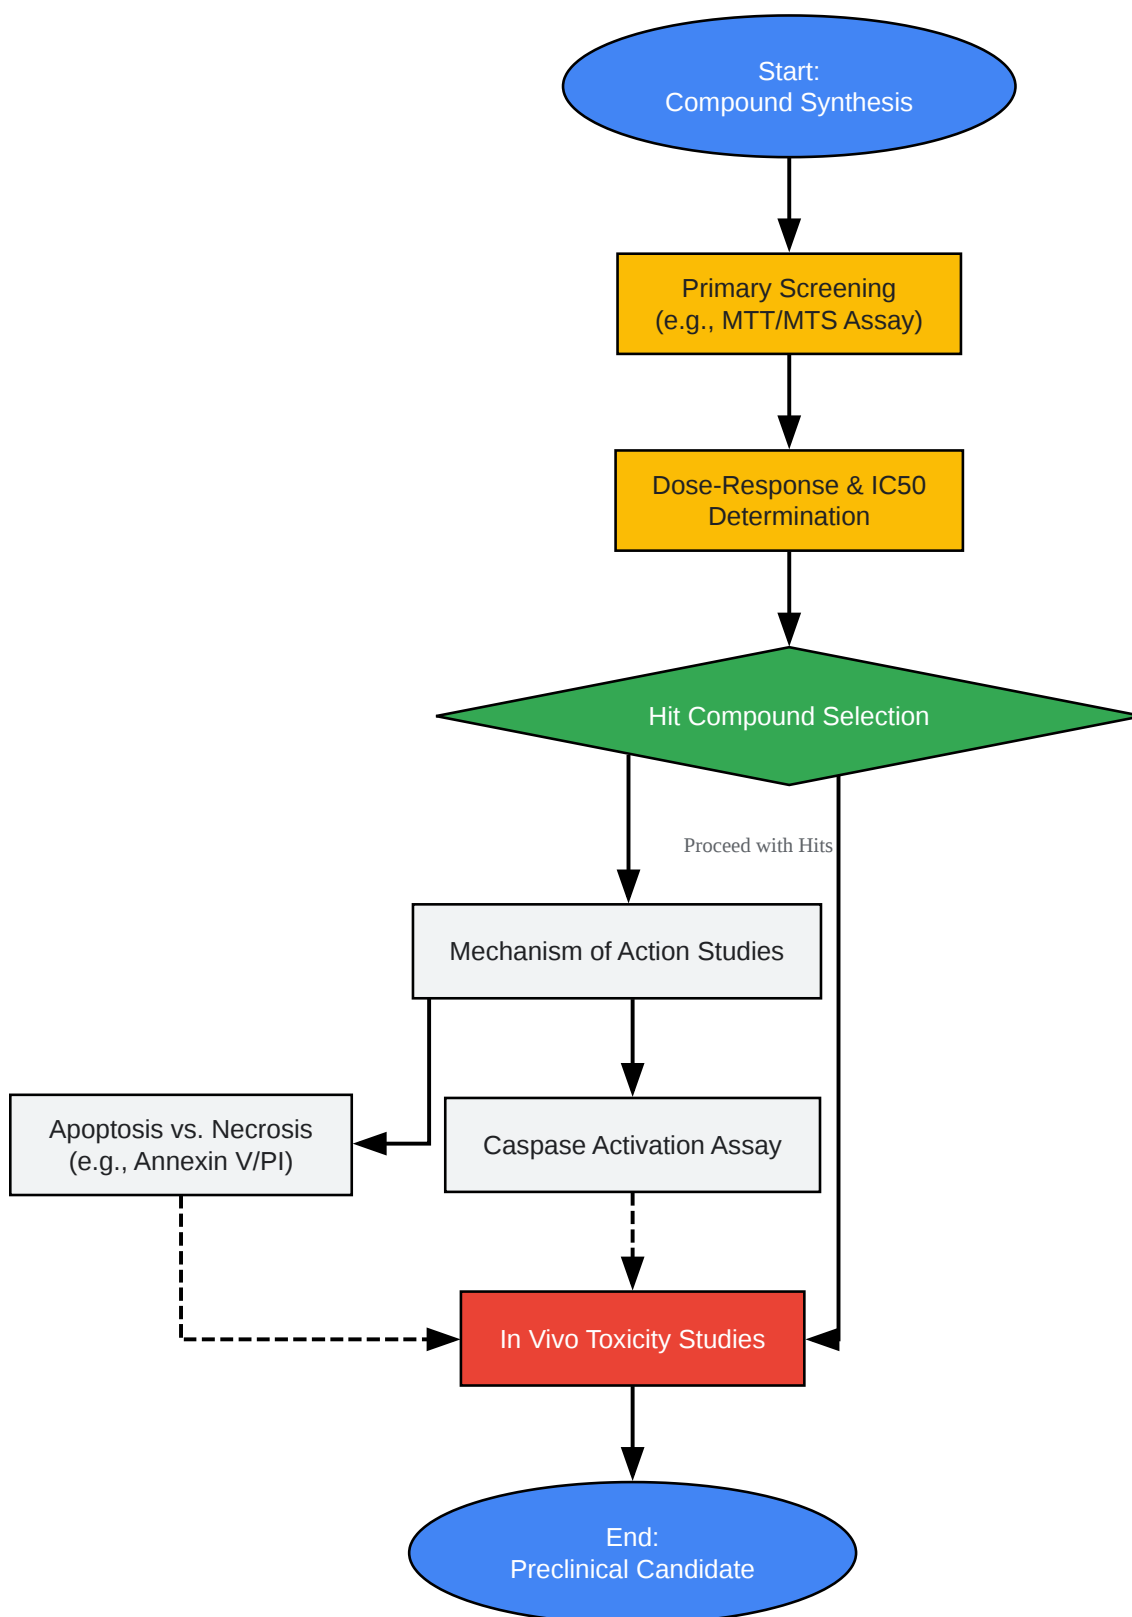 Start:
Compound Synthesis
Primary Screening
(e.g., MTT/MTS Assay)
Dose-Response & IC50
Determination
Hit Compound Selection
Proceed with Hits
Mechanism of Action Studies
Apoptosis vs. Necrosis
(e.g., Annexin V/PI)
Caspase Activation Assay
In Vivo Toxicity Studies
End:
Preclinical Candidate